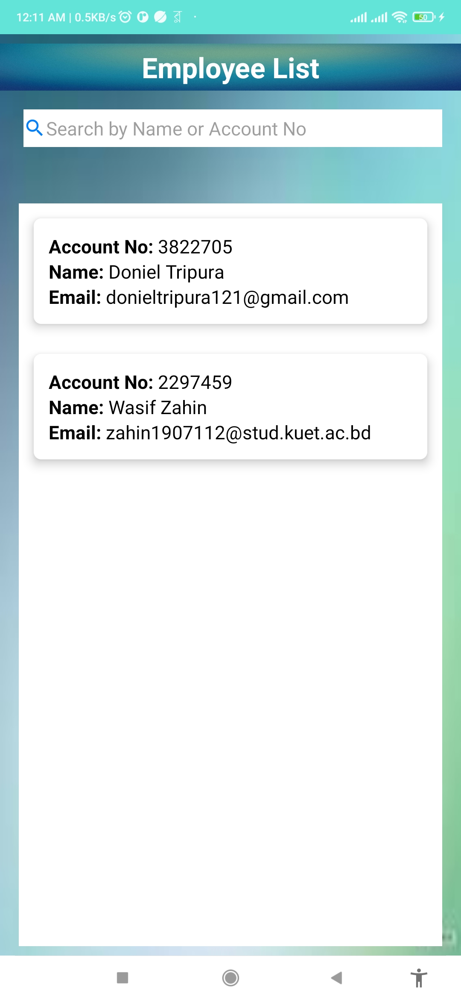 12:11 AM | 0.5KB/s
50
Employee List
Search by Name or Account No
Account No: 3822705
Name: Doniel Tripura
Email: donieltripura121@gmail.com
Account No: 2297459
Name: Wasif Zahin
Email: zahin1907112@stud.kuet.ac.bd